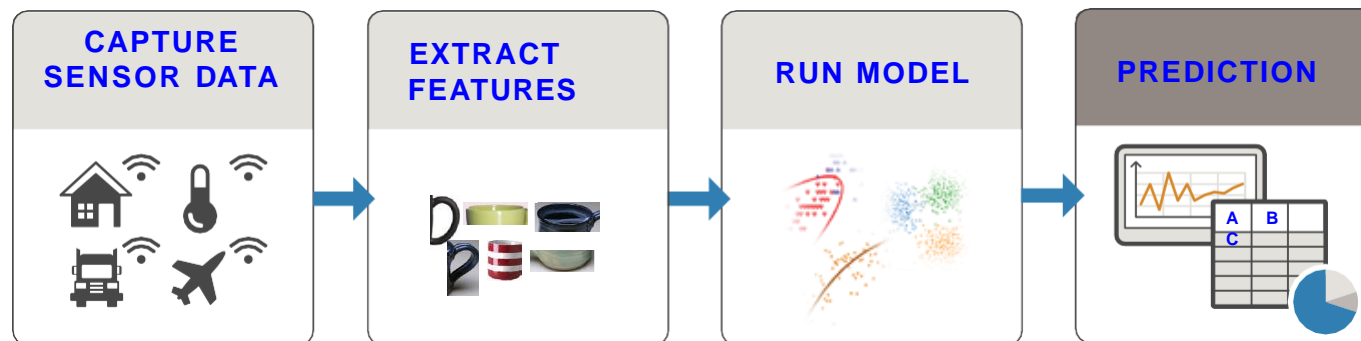 CAPTURE
SENSOR DATA
EXTRACT
FEATURES
RUN MODEL
PREDICTION
A B
C